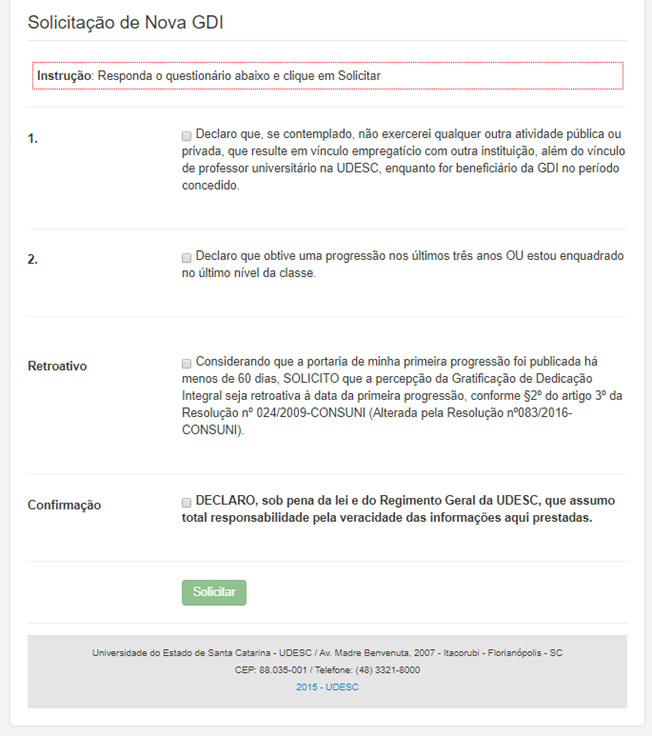 Solicitação de Nova GDI
Instrução: Responda o questionário abaixo e clique em Solicitar
1.
Declaro que, se contemplado, não exercerei qualquer outra atividade pública ou
privada, que resulte em vínculo empregatício com outra instituição, além do vínculo
de professor universitário na UDESC, enquanto for beneficiário da GDI no período
concedido.
2.
Declaro que obtive uma progressão nos últimos três anos OU estou enquadrado
no último nível da classe.
Retroativo
Considerando que a portaria de minha primeira progressão foi publicada há
menos de 60 dias, SOLICITO que a percepção da Gratificação de Dedicação
Integral seja retroativa à data da primeira progressão, conforme §2º do artigo 3º da
Resolução nº 024/2009-CONSUNI (Alterada pela Resolução nº083/2016-
CONSUNI).
Confirmação
DECLARO, sob pena da lei e do Regimento Geral da UDESC, que assumo
total responsabilidade pela veracidade das informações aqui prestadas.
Solicitar
Universidade do Estado de Santa Catarina - UDESC / Av. Madre Benvenuta, 2007 - Itacorubi - Florianópolis - SC
CEP: 88.035-001 / Telefone: (48) 3321-8000
2015 - UDESC